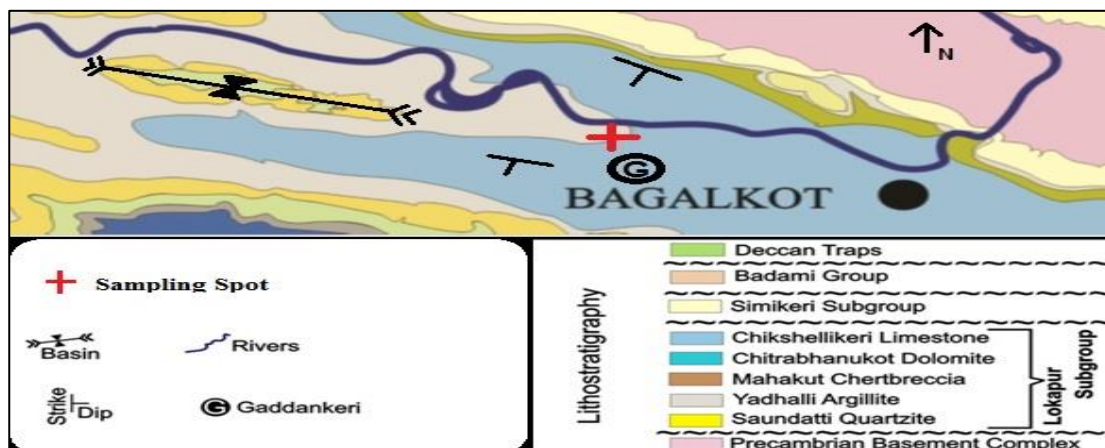 N
G
BAGALKOT
Sampling Spot
Basin
Rivers
Strike
Dip
G Gaddankeri
Lithostratigraphy
Deccan Traps
Badami Group
Simikeri Subgroup
Chikshellikeri Limestone
Chitrabhanukot Dolomite
Mahakut Chertbreccia
Yadhalli Argillite
Saundatti Quartzite
Precambrian Basement Complex
Lokapur
Subgroup